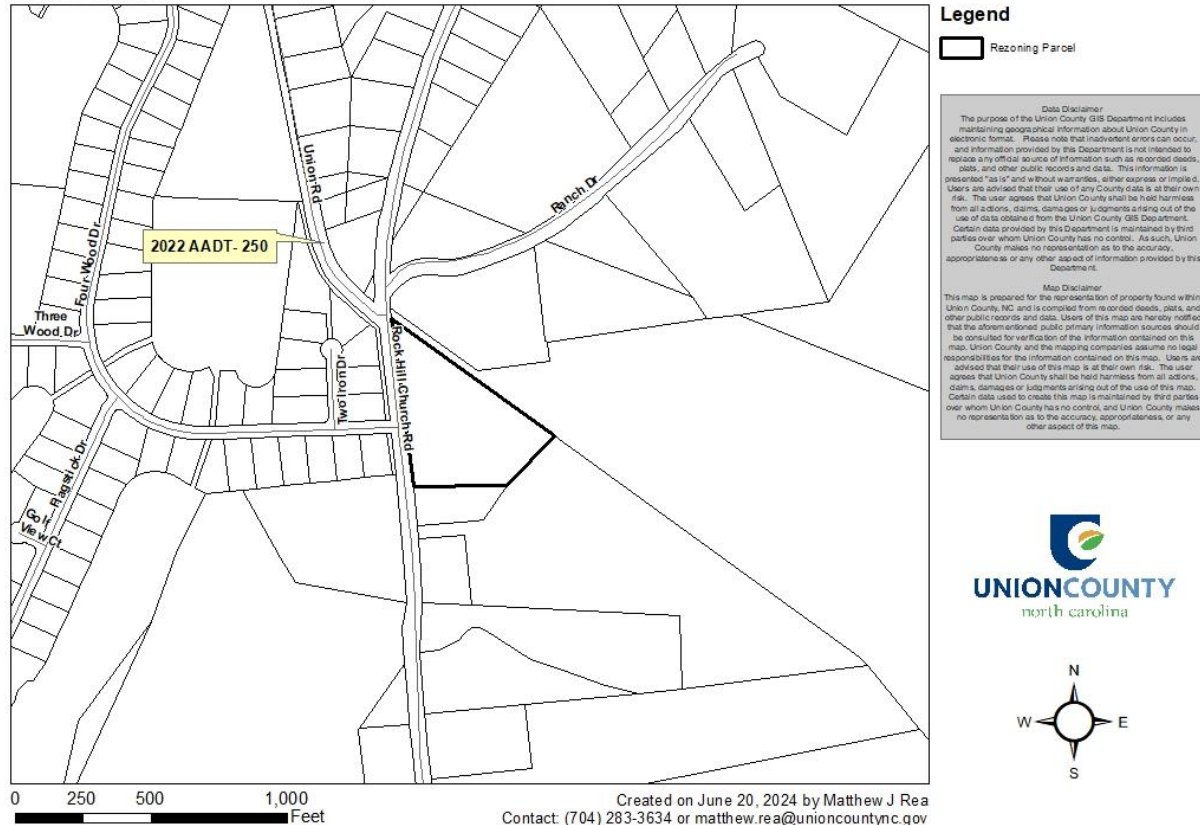 Legend
Rezoning Parcel
Data Disclaimer
The purpose of the Union County GIS Department includes
maintaining geographical information about Union County in
electronic format. Please note that inadvertent errors can occur,
and information provided by this Department is not intended to
replace any official source of information such as recorded deeds,
plats, and other public records and data. This information is
presented "as is" and without warranties, either express or implied.
Users are advised that their use of any County data is at their own
risk. The user agrees that Union County shall be held harmless
from all actions, claims, damages or judgments arising out of the
use of data obtained from the Union County GIS Department.
Certain data provided by this Department is maintained by third
parties over whom Union County has no control. As such, Union
County makes no representation as to the accuracy,
appropriateness or any other aspect of information provided by this
Department.
Map Disclaimer
This map is prepared for the representation of property found within
Union County, NC and is compiled from recorded deeds, plats, and
other public records and data. Users of this map are hereby notified
that the aforementioned public primary information sources should
be consulted for verification of the information contained on this
map. Union County and the mapping companies assume no legal
responsibilities for the information contained on this map. Users are
advised that their use of this map is at their own risk. The user
agrees that Union County shall be held harmless from all actions,
claims, damages or judgments arising out of the use of this map.
Certain data used to create this map is maintained by third parties
over whom Union County has no control, and Union County makes
no representation as to the accuracy, appropriateness, or any
other aspect of this map.
Union Rd
Ranch Dr
2022 AADT- 250
Four Wood Dr
Three
Wood Dr
Rock Hill Church Rd
Two Iron Dr
Flagstick Dr
Golf
View Ct
UNIONCOUNTY
north carolina
N
W
E
S
0 250 500 1,000
Feet
Created on June 20, 2024 by Matthew J Rea
Contact: (704) 283-3634 or matthew.rea@unioncountync.gov